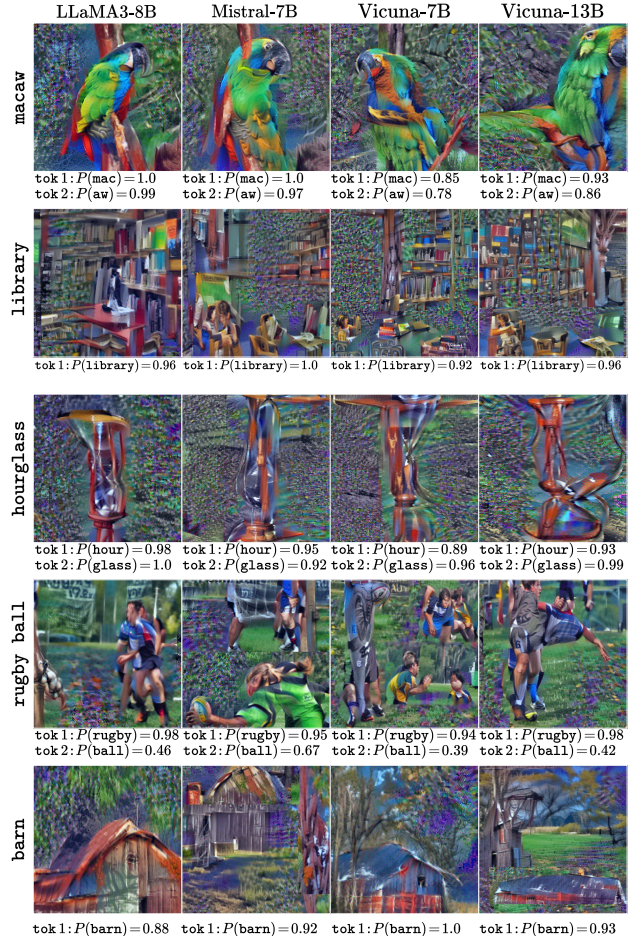 LLaMA3-8B Mistral-7B Vicuna-7B Vicuna-13B
macaw
tok 1: P(mac)=1.0 tok 1: P(mac)=1.0 tok 1: P(mac)=0.85 tok 1: P(mac)=0.93
tok 2: P(aw)=0.99 tok 2: P(aw)=0.97 tok 2: P(aw)=0.78 tok 2: P(aw)=0.86
library
tok 1: P(library)=0.96 tok 1: P(library)=1.0 tok 1: P(library)=0.92 tok 1: P(library)=0.96
hourglass
tok 1: P(hour)=0.98 tok 1: P(hour)=0.95 tok 1: P(hour)=0.89 tok 1: P(hour)=0.93
tok 2: P(glass)=1.0 tok 2: P(glass)=0.92 tok 2: P(glass)=0.96 tok 2: P(glass)=0.99
rugby ball
tok 1: P(rugby)=0.98 tok 1: P(rugby)=0.95 tok 1: P(rugby)=0.94 tok 1: P(rugby)=0.98
tok 2: P(ball)=0.46 tok 2: P(ball)=0.67 tok 2: P(ball)=0.39 tok 2: P(ball)=0.42
barn
tok 1: P(barn)=0.88 tok 1: P(barn)=0.92 tok 1: P(barn)=1.0 tok 1: P(barn)=0.93